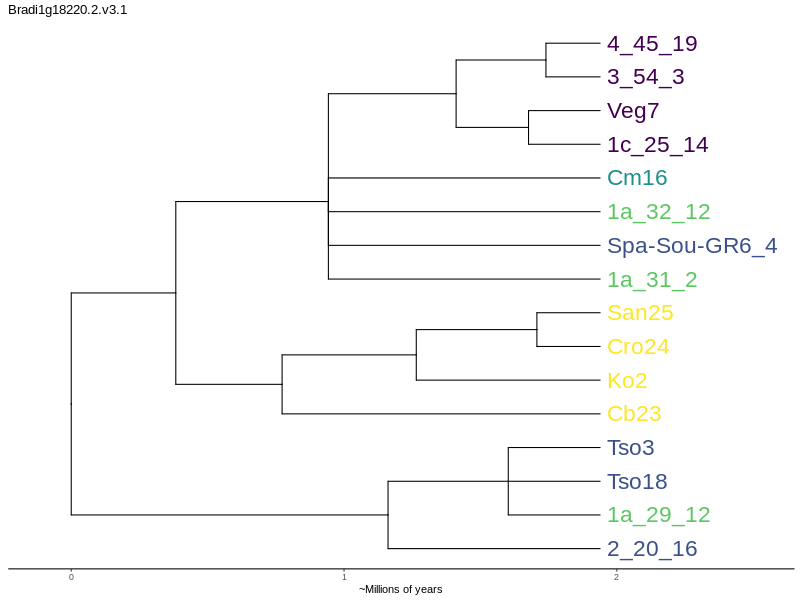 Bradi1g18220.2.v3.1
4_45_19
3_54_3
Veg7
1c_25_14
Cm16
1a_32_12
Spa-Sou-GR6_4
1a_31_2
San25
Cro24
Ko2
Cb23
Tso3
Tso18
1a_29_12
2_20_16
0 1 2
~Millions of years